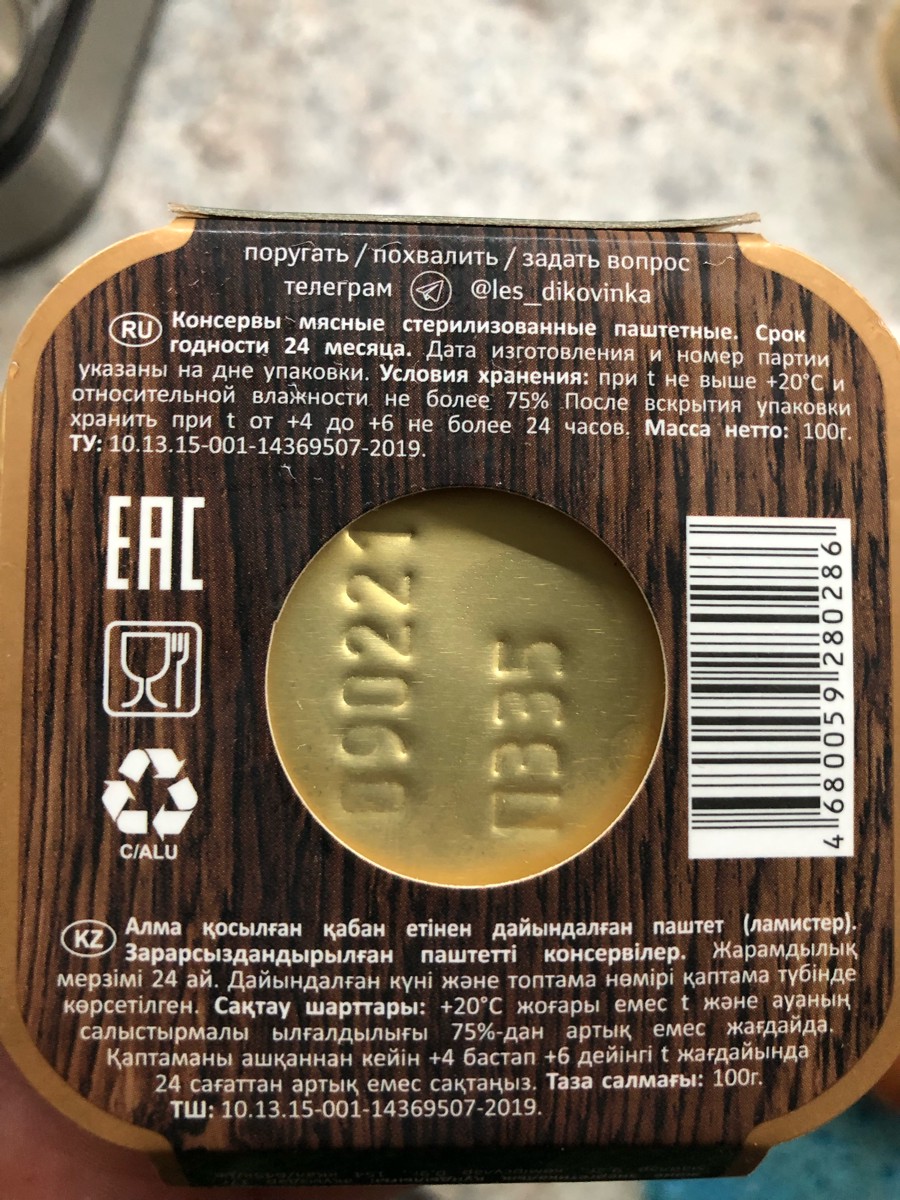 поругать / похвалить / задать вопрос
телеграм @les_dikovinka
RU Консервы мясные стерилизованные паштетные. Срок
годности 24 месяца. Дата изготовления и номер партии
указаны на дне упаковки. Условия хранения: при t не выше +20°C и
относительной влажности не более 75% После вскрытия упаковки
хранить при t от +4 до +6 не более 24 часов. Масса нетто: 100г.
ТУ: 10.13.15-001-14369507-2019.
EAC
090221
ПВ35
4 680059 280286
C/ALU
KZ Алма қосылған қабан етінен дайындалған паштет (ламистер).
Зарарсыздандырылған паштетті консервілер. Жарамдылық
мерзімі 24 ай. Дайындалған күні және топтама нөмірі қаптама түбінде
көрсетілген. Сақтау шарттары: +20°C жоғары емес t және ауаның
салыстырмалы ылғалдылығы 75%-дан артық емес жағдайда.
Қаптаманы ашқаннан кейін +4 бастап +6 дейінгі t жағдайында
24 сағаттан артық емес сақтаңыз. Таза салмағы: 100г.
ТШ: 10.13.15-001-14369507-2019.